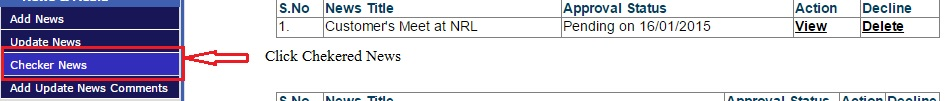 News & Media
Add News
Update News
Checker News
Add Update News Comments
S.No News Title Approval Status Action Decline
1. Customer's Meet at NRL Pending on 16/01/2015 View Delete
Click Chekered News
S.No News Title Approval Status Action Decline